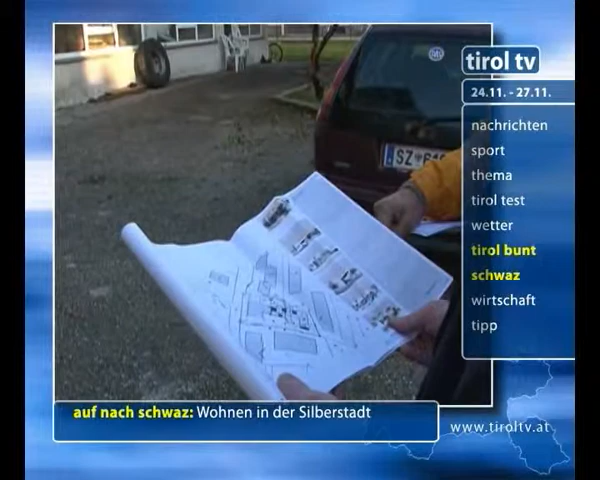 tirol tv
24.11. - 27.11.
nachrichten
sport
thema
tirol test
wetter
tirol bunt
schwaz
wirtschaft
tipp
auf nach schwaz: Wohnen in der Silberstadt
www.tiroltv.at
SZ